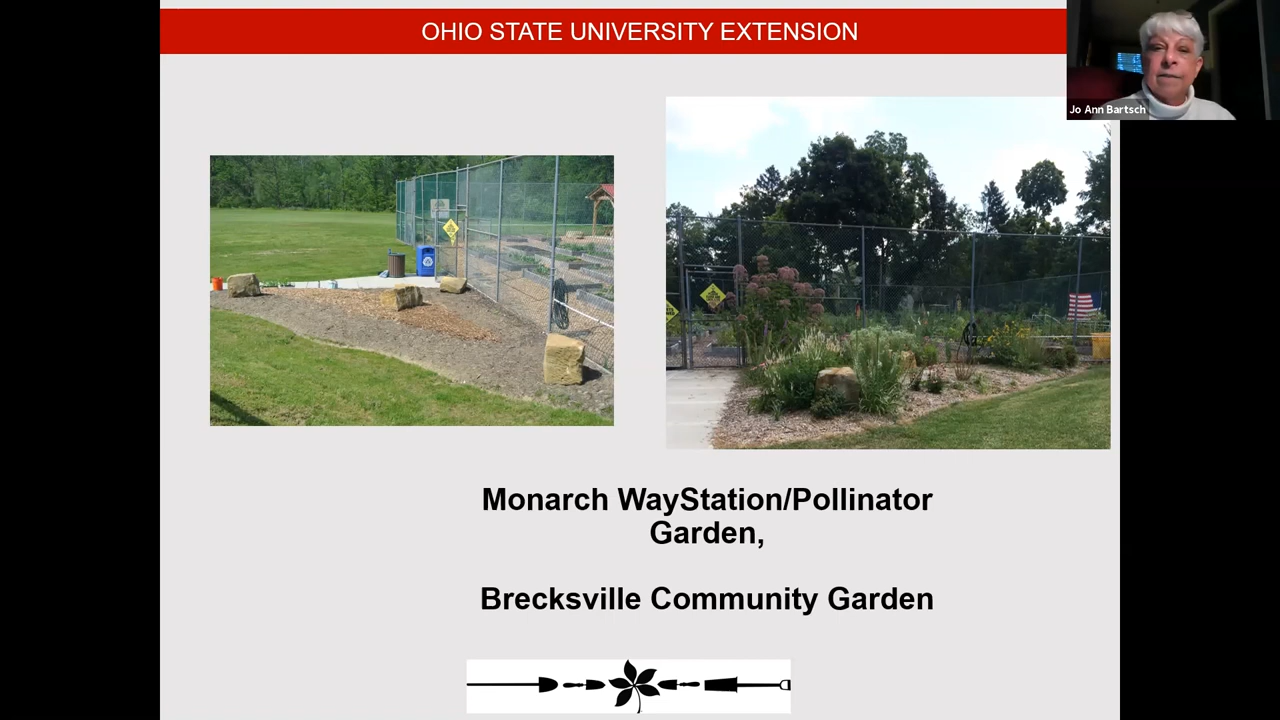 OHIO STATE UNIVERSITY EXTENSION
Jo Ann Bartsch
Monarch WayStation/Pollinator
Garden,
Brecksville Community Garden